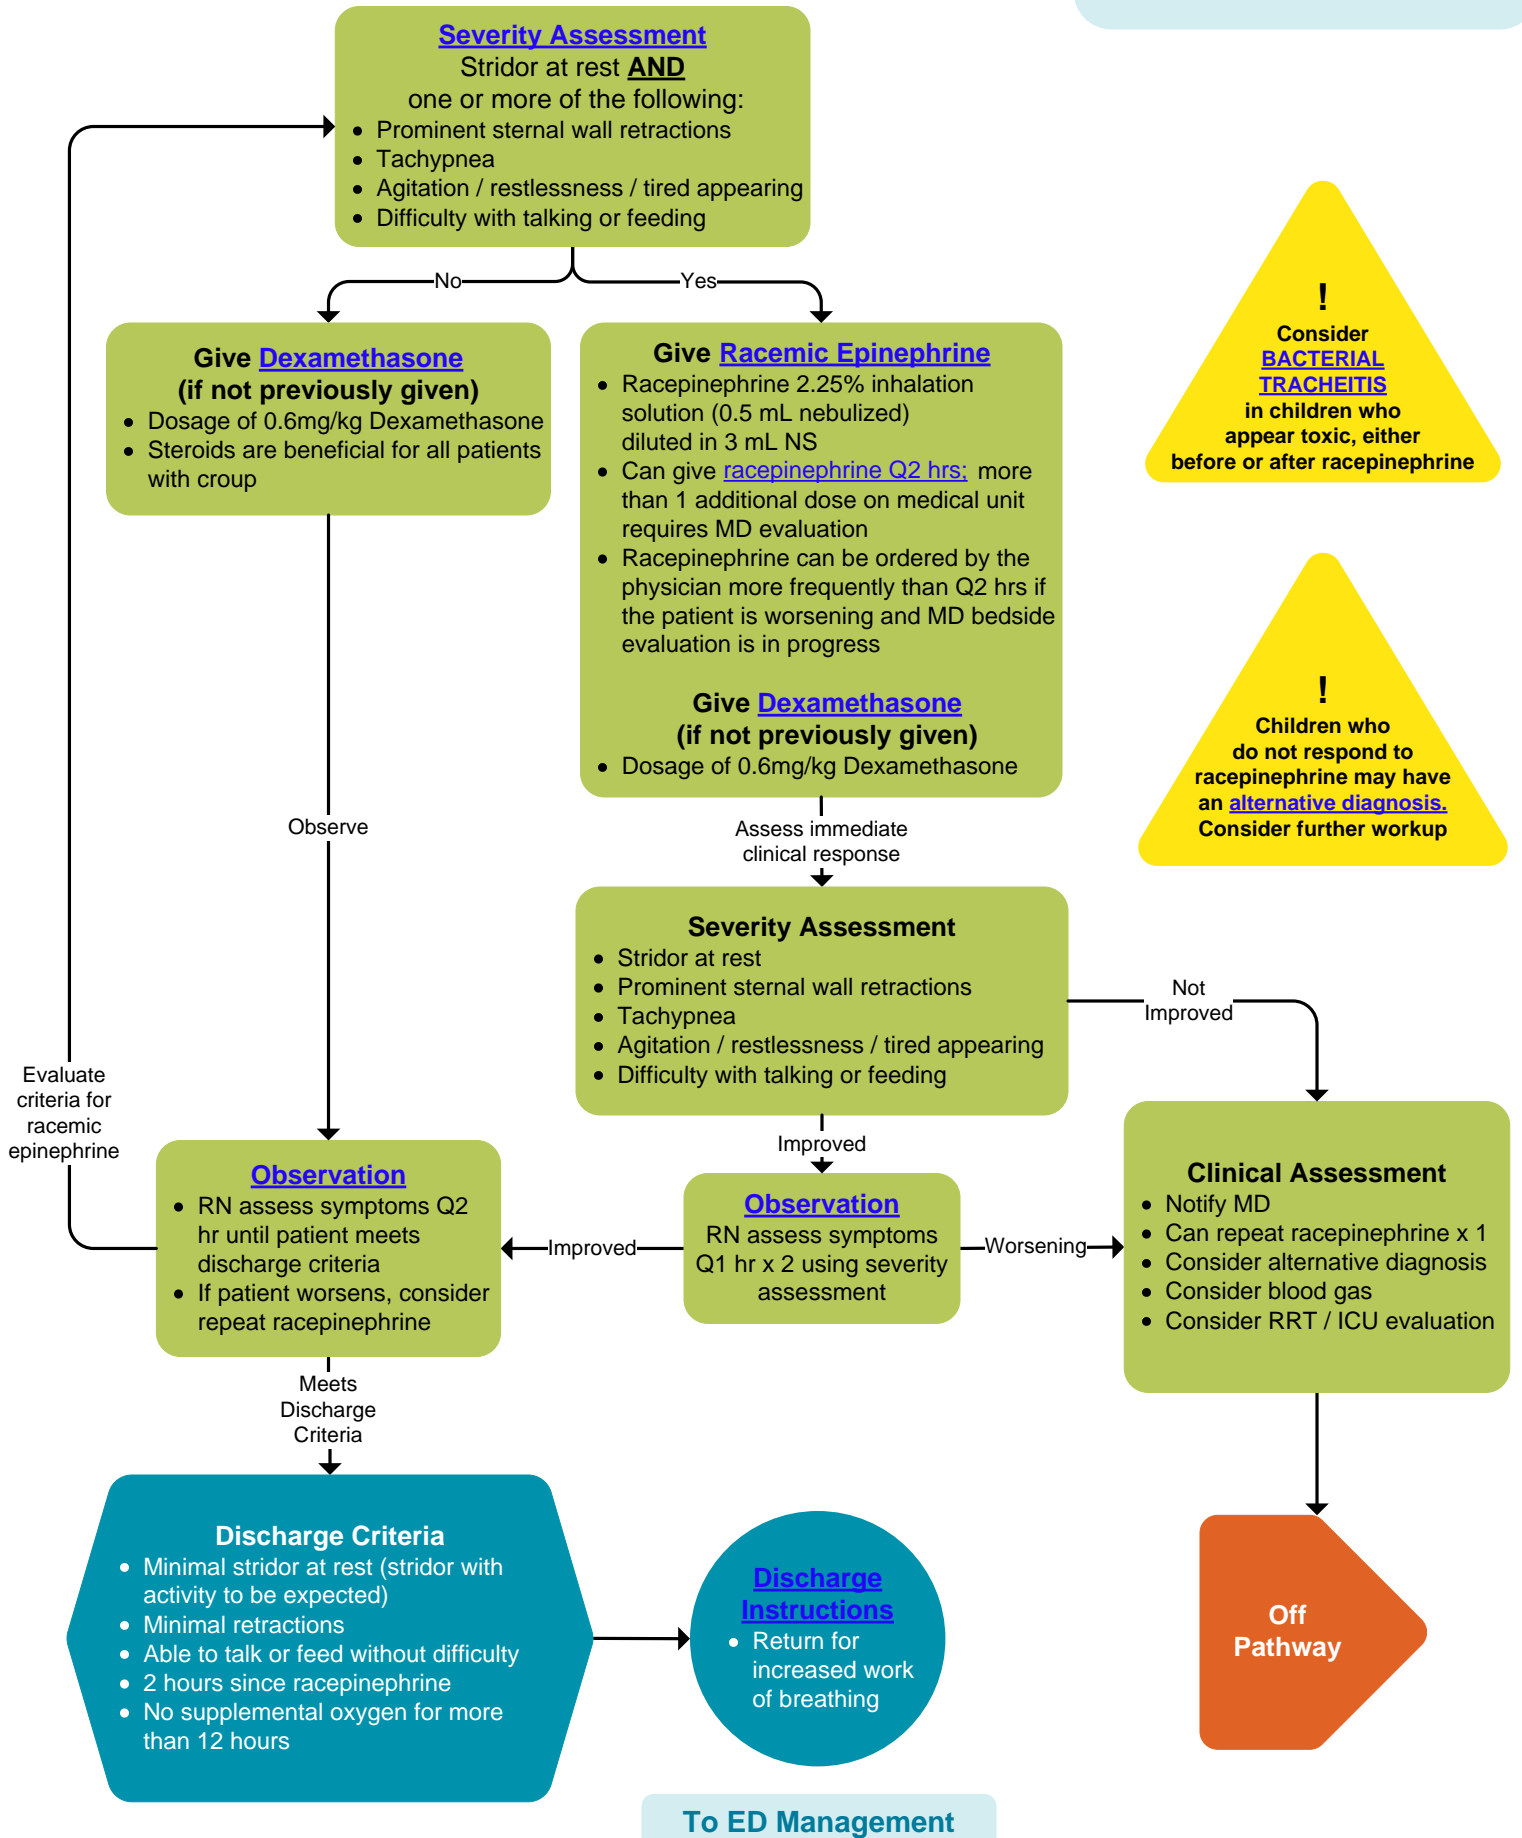 Severity Assessment
Stridor at rest AND
one or more of the following:
• Prominent sternal wall retractions
• Tachypnea
• Agitation / restlessness / tired appearing
• Difficulty with talking or feeding
No
Yes
Give Dexamethasone
(if not previously given)
• Dosage of 0.6mg/kg Dexamethasone
• Steroids are beneficial for all patients
with croup
Give Racemic Epinephrine
• Racepinephrine 2.25% inhalation
solution (0.5 mL nebulized)
diluted in 3 mL NS
• Can give racepinephrine Q2 hrs; more
than 1 additional dose on medical unit
requires MD evaluation
• Racepinephrine can be ordered by the
physician more frequently than Q2 hrs if
the patient is worsening and MD bedside
evaluation is in progress
Give Dexamethasone
(if not previously given)
• Dosage of 0.6mg/kg Dexamethasone
!
Consider
BACTERIAL
TRACHEITIS
in children who
appear toxic, either
before or after racepinephrine
!
Children who
do not respond to
racepinephrine may have
an alternative diagnosis.
Consider further workup
Observe
Assess immediate
clinical response
Severity Assessment
• Stridor at rest
• Prominent sternal wall retractions
• Tachypnea
• Agitation / restlessness / tired appearing
• Difficulty with talking or feeding
Not
Improved
Evaluate
criteria for
racemic
epinephrine
Improved
Observation
• RN assess symptoms Q2
hr until patient meets
discharge criteria
• If patient worsens, consider
repeat racepinephrine
Improved
Observation
RN assess symptoms
Q1 hr x 2 using severity
assessment
Worsening
Clinical Assessment
• Notify MD
• Can repeat racepinephrine x 1
• Consider alternative diagnosis
• Consider blood gas
• Consider RRT / ICU evaluation
Meets
Discharge
Criteria
Discharge Criteria
• Minimal stridor at rest (stridor with
activity to be expected)
• Minimal retractions
• Able to talk or feed without difficulty
• 2 hours since racepinephrine
• No supplemental oxygen for more
than 12 hours
Discharge
Instructions
• Return for
increased work
of breathing
Off
Pathway
To ED Management